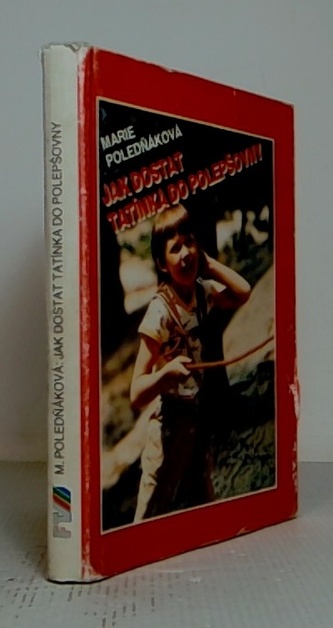 M. POLEDŇÁKOVÁ: JAK DOSTAT TATÍNKA DO POLEPŠOVNY
MARIE
POLEDŇÁKOVÁ
JAK DOSTAT
TATÍNKA DO POLEPŠOVNY